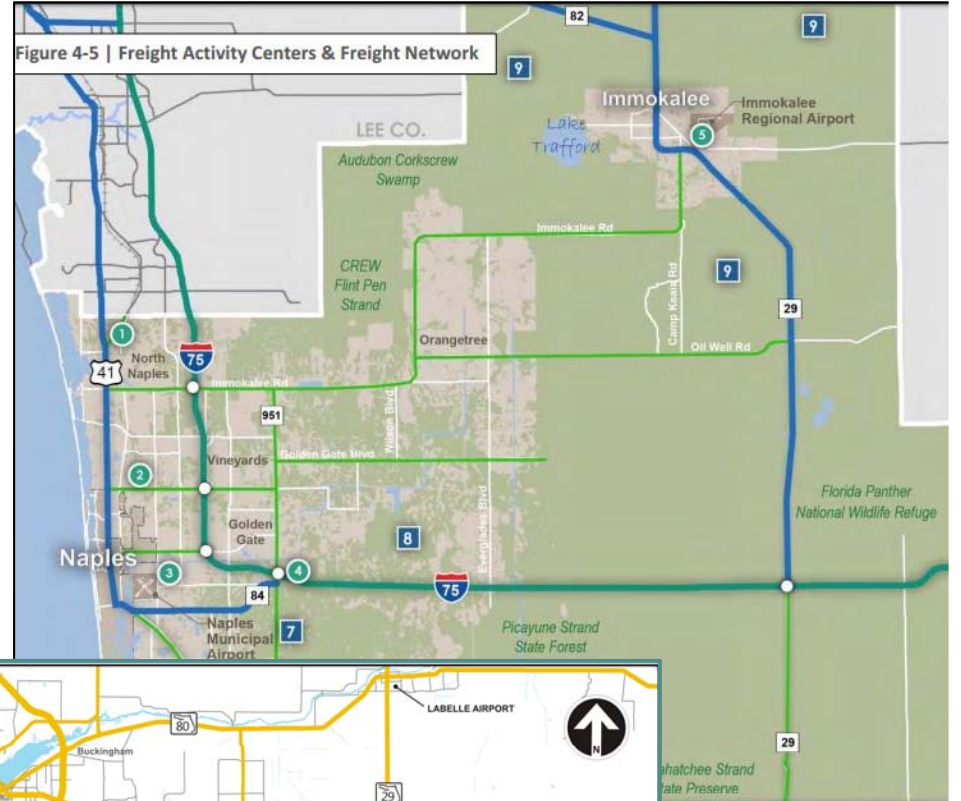 Figure 4-5 | Freight Activity Centers & Freight Network
82
9
9
Immokalee
Immokalee
Regional Airport
5
LEE CO.
Lake
Trafford
Audubon Corkscrew
Swamp
Immokalee Rd
CREW
Flint Pen
Strand
9
Camp Keais Rd
29
1
North
Naples
Orangetree
Oil Well Rd
41
75
Immokalee Rd
951
Wilson Blvd
Vineyards
Golden Gate Blvd
2
Florida Panther
National Wildlife Refuge
Golden
Gate
8
Everglades Blvd
Naples
3
4
84
75
Naples
Municipal
Airport
7
Picayune Strand
State Forest
LABELLE AIRPORT
80
Buckingham
N
29
29
ahatchee Strand
tate Preserve